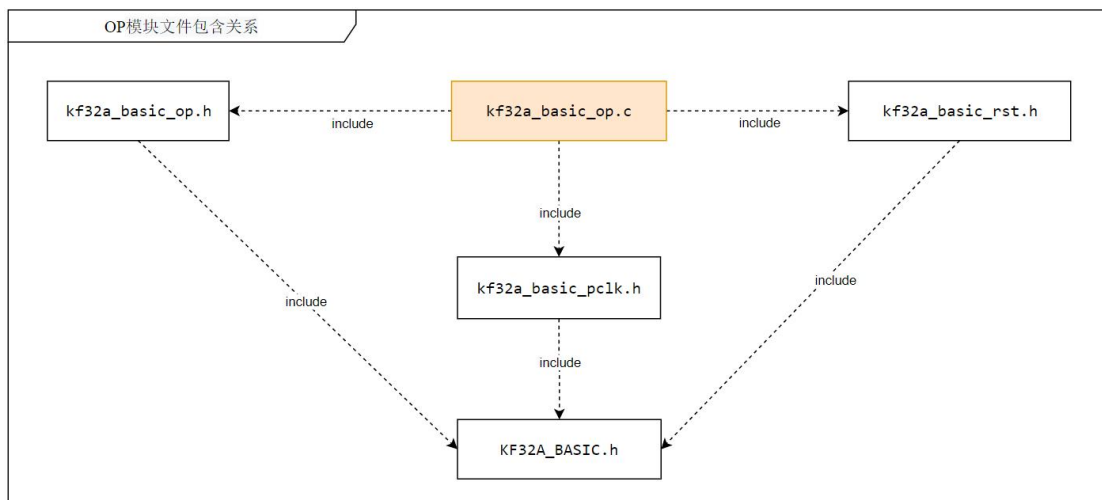 OP模块文件包含关系
kf32a_basic_op.h
include
kf32a_basic_op.c
include
kf32a_basic_rst.h
include
kf32a_basic_pclk.h
include
include
include
KF32A_BASIC.h